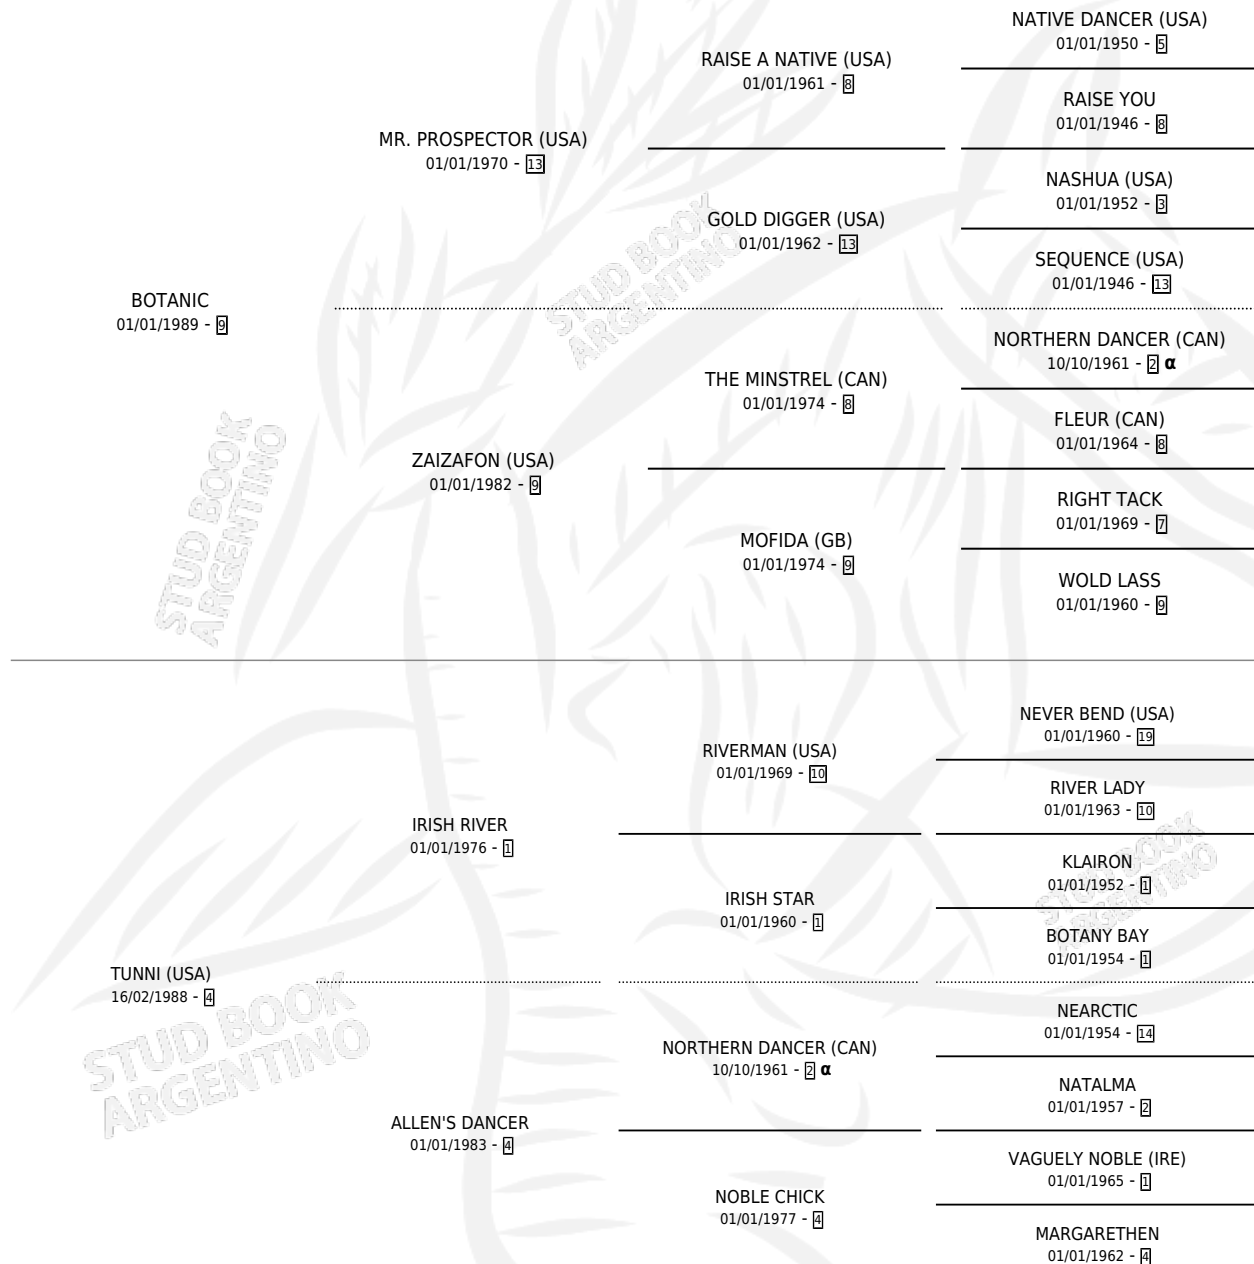 NATIVE DANCER (USA)
01/01/1950 - 5
RAISE A NATIVE (USA)
01/01/1961 - 8
RAISE YOU
01/01/1946 - 8
MR. PROSPECTOR (USA)
01/01/1970 - 13
NASHUA (USA)
01/01/1952 - 3
GOLD DIGGER (USA)
01/01/1962 - 13
SEQUENCE (USA)
01/01/1946 - 13
BOTANIC
01/01/1989 - 9
NORTHERN DANCER (CAN)
10/10/1961 - 2 α
THE MINSTREL (CAN)
01/01/1974 - 8
FLEUR (CAN)
01/01/1964 - 8
ZAIZAFON (USA)
01/01/1982 - 9
RIGHT TACK
01/01/1969 - 7
MOFIDA (GB)
01/01/1974 - 9
WOLD LASS
01/01/1960 - 9
NEVER BEND (USA)
01/01/1960 - 19
RIVERMAN (USA)
01/01/1969 - 10
RIVER LADY
01/01/1963 - 10
IRISH RIVER
01/01/1976 - 1
KLAIRON
01/01/1952 - 1
IRISH STAR
01/01/1960 - 1
BOTANY BAY
01/01/1954 - 1
TUNNI (USA)
16/02/1988 - 4
NEARCTIC
01/01/1954 - 14
NORTHERN DANCER (CAN)
10/10/1961 - 2 α
NATALMA
01/01/1957 - 2
ALLEN'S DANCER
01/01/1983 - 4
VAGUELY NOBLE (IRE)
01/01/1965 - 1
NOBLE CHICK
01/01/1977 - 4
MARGARETHEN
01/01/1962 - 4
STUD BOOK
ARGENTINO
STUD BOOK
ARGENTINO
STUD BOOK
ARGENTINO
STUD BOOK
ARGENTINO